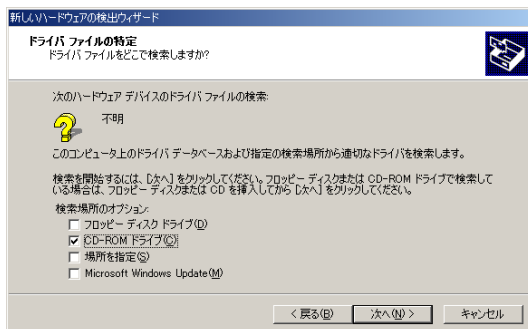 新しいハードウェアの検出ウィザード
ドライバ ファイルの特定
ドライバ ファイルをどこで検索しますか?
次のハードウェア デバイスのドライバ ファイルの検索:
不明
このコンピュータ上のドライバ データベースおよび指定の検索場所から適切なドライバを検索します。
検索を開始するには、[次へ] をクリックしてください。フロッピー ディスクまたは CD-ROM ドライブで検索して
いる場合は、フロッピー ディスクまたは CD を挿入してから [次へ] をクリックしてください。
検索場所のオプション:
フロッピー ディスク ドライブ(D)
CD-ROM ドライブ(C)
場所を指定(S)
Microsoft Windows Update(M)
< 戻る(B)
次へ(N) >
キャンセル